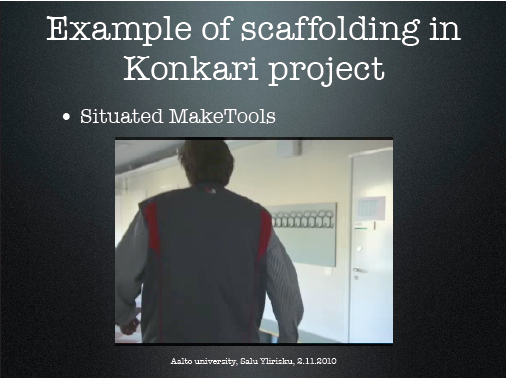 Example of scaffolding in
Konkari project
• Situated MakeTools
Aalto university, Salu Ylirisku, 2.11.2010